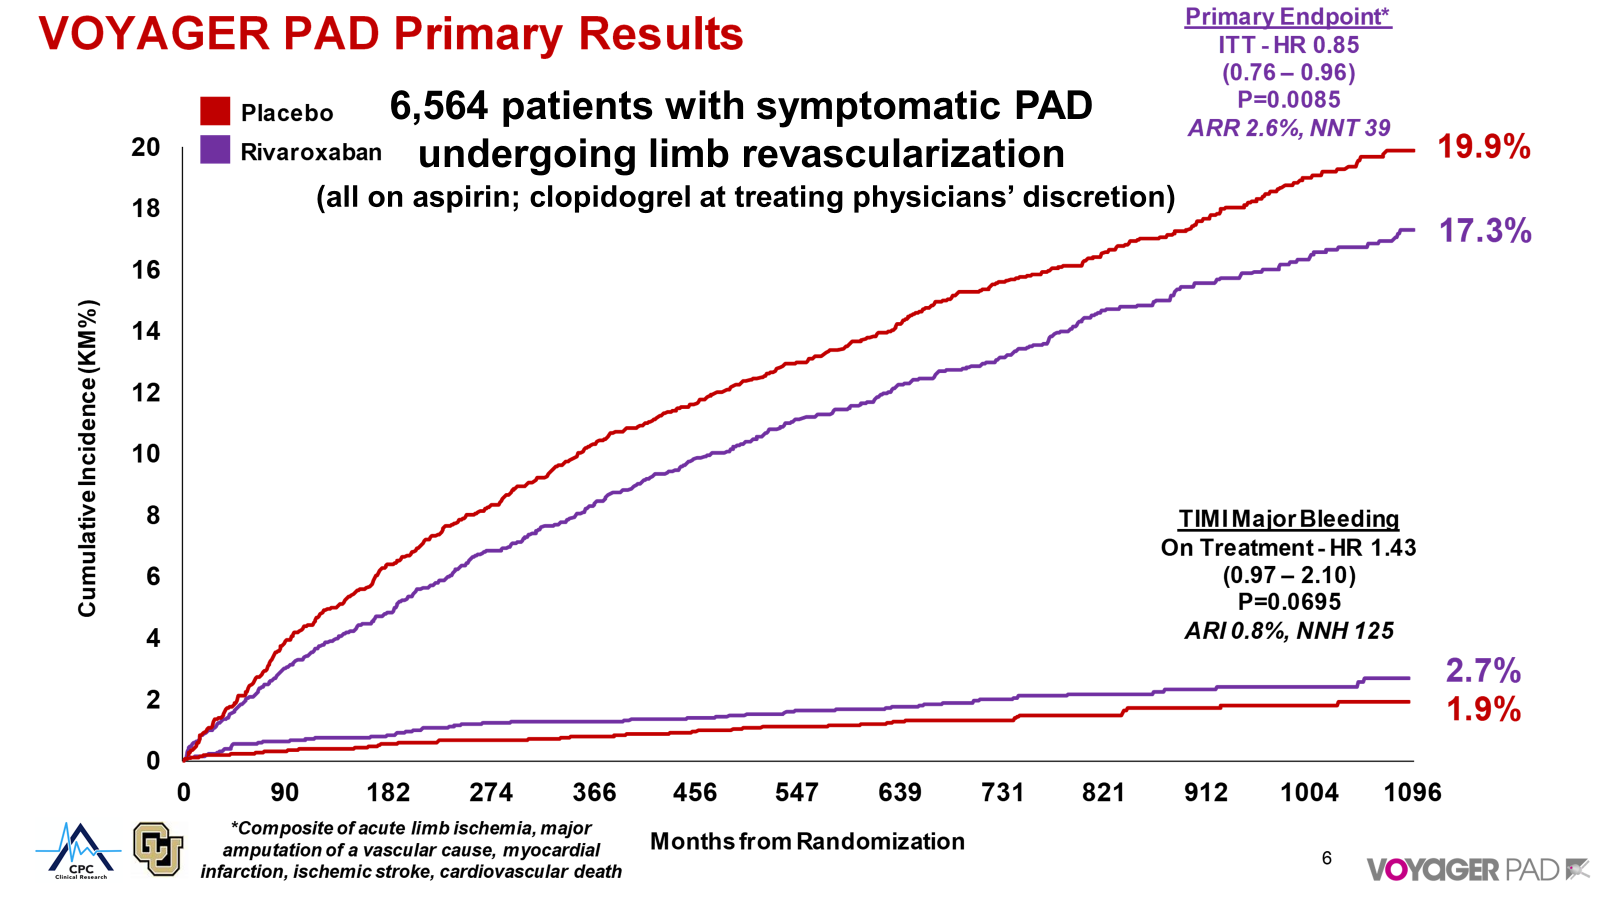 VOYAGER PAD Primary Results
Primary Endpoint*
ITT - HR 0.85
(0.76 – 0.96)
P=0.0085
ARR 2.6%, NNT 39
Placebo
Rivaroxaban
6,564 patients with symptomatic PAD
undergoing limb revascularization
(all on aspirin; clopidogrel at treating physicians’ discretion)
19.9%
17.3%
Cumulative Incidence (KM%)
20
18
16
14
12
10
8
6
4
2
0
TIMI Major Bleeding
On Treatment - HR 1.43
(0.97 – 2.10)
P=0.0695
ARI 0.8%, NNH 125
2.7%
1.9%
0 90 182 274 366 456 547 639 731 821 912 1004 1096
Months from Randomization
*Composite of acute limb ischemia, major
amputation of a vascular cause, myocardial
infarction, ischemic stroke, cardiovascular death
CPC
Clinical Research
CU
6
VOYAGER PAD